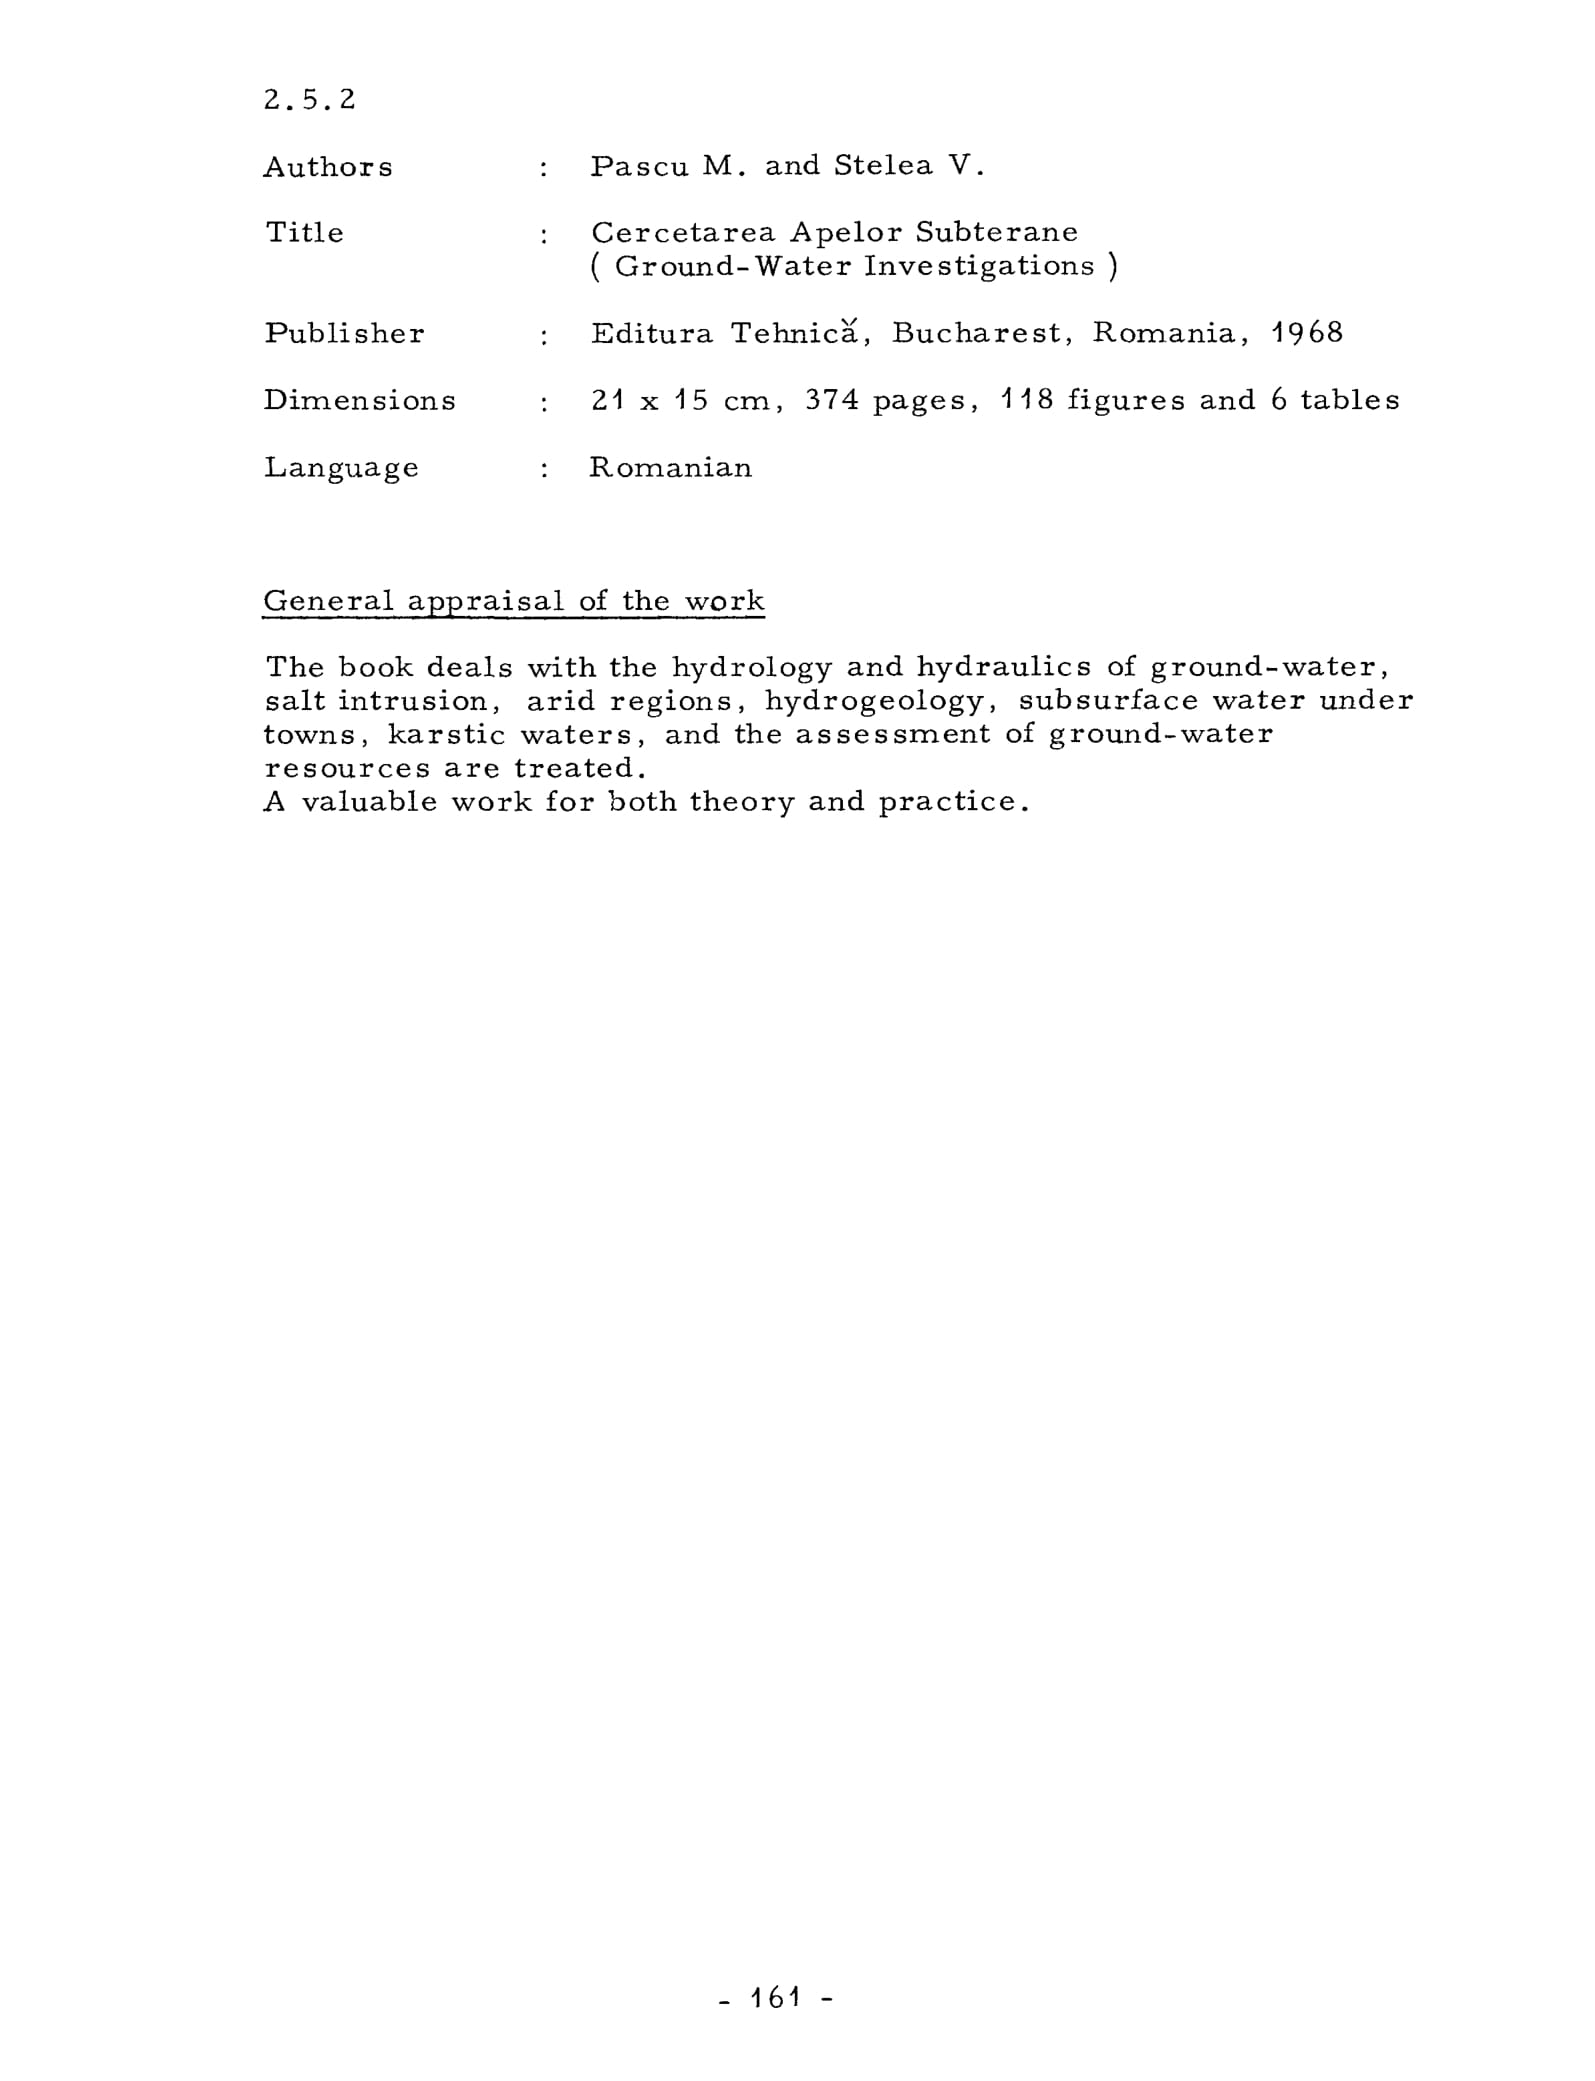 2.5.2
Authors : Pascu M. and Stelea V.
Title : Cercetarea Apelor Subterane
( Ground-Water Investigations )
Publisher : Editura Tehnică, Bucharest, Romania, 1968
Dimensions : 21 x 15 cm, 374 pages, 118 figures and 6 tables
Language : Romanian
General appraisal of the work
The book deals with the hydrology and hydraulics of ground-water,
salt intrusion, arid regions, hydrogeology, subsurface water under
towns, karstic waters, and the assessment of ground-water
resources are treated.
A valuable work for both theory and practice.
- 161 -